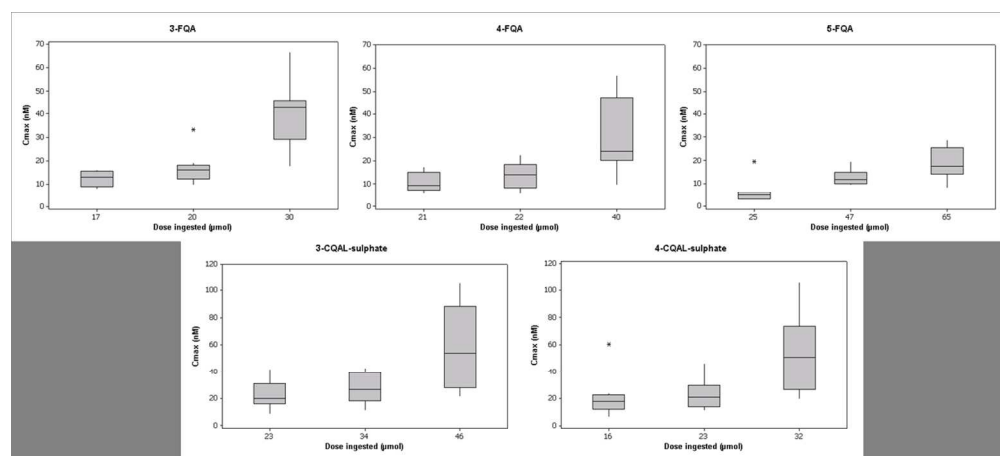 3-FQA
70
60
50
40
30
20
10
0
Cmax (nM)
17 20 30
Dose ingested (µmol)
4-FQA
70
60
50
40
30
20
10
0
Cmax (nM)
21 22 40
Dose ingested (µmol)
5-FQA
70
60
50
40
30
20
10
0
Cmax (nM)
25 47 65
Dose ingested (µmol)
3-CQAL-sulphate
120
100
80
60
40
20
0
Cmax (nM)
23 34 46
Dose ingested (µmol)
4-CQAL-sulphate
120
100
80
60
40
20
0
Cmax (nM)
16 23 32
Dose ingested (µmol)